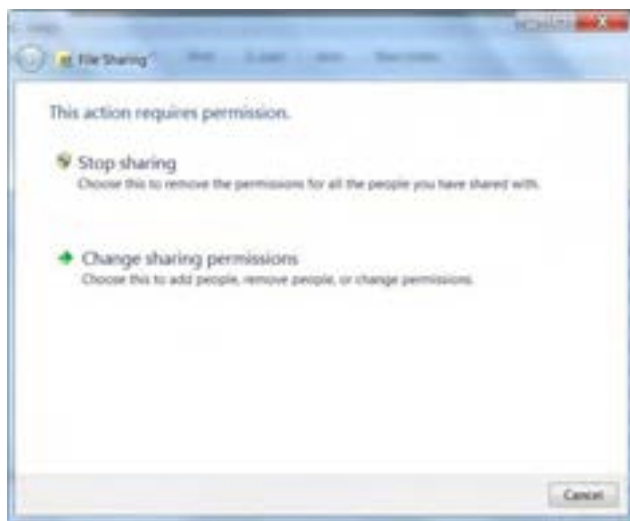 File Sharing
This action requires permission.
Stop sharing
Choose this to remove the permissions for all the people you have shared with.
Change sharing permissions
Choose this to add people, remove people, or change permissions.
Cancel